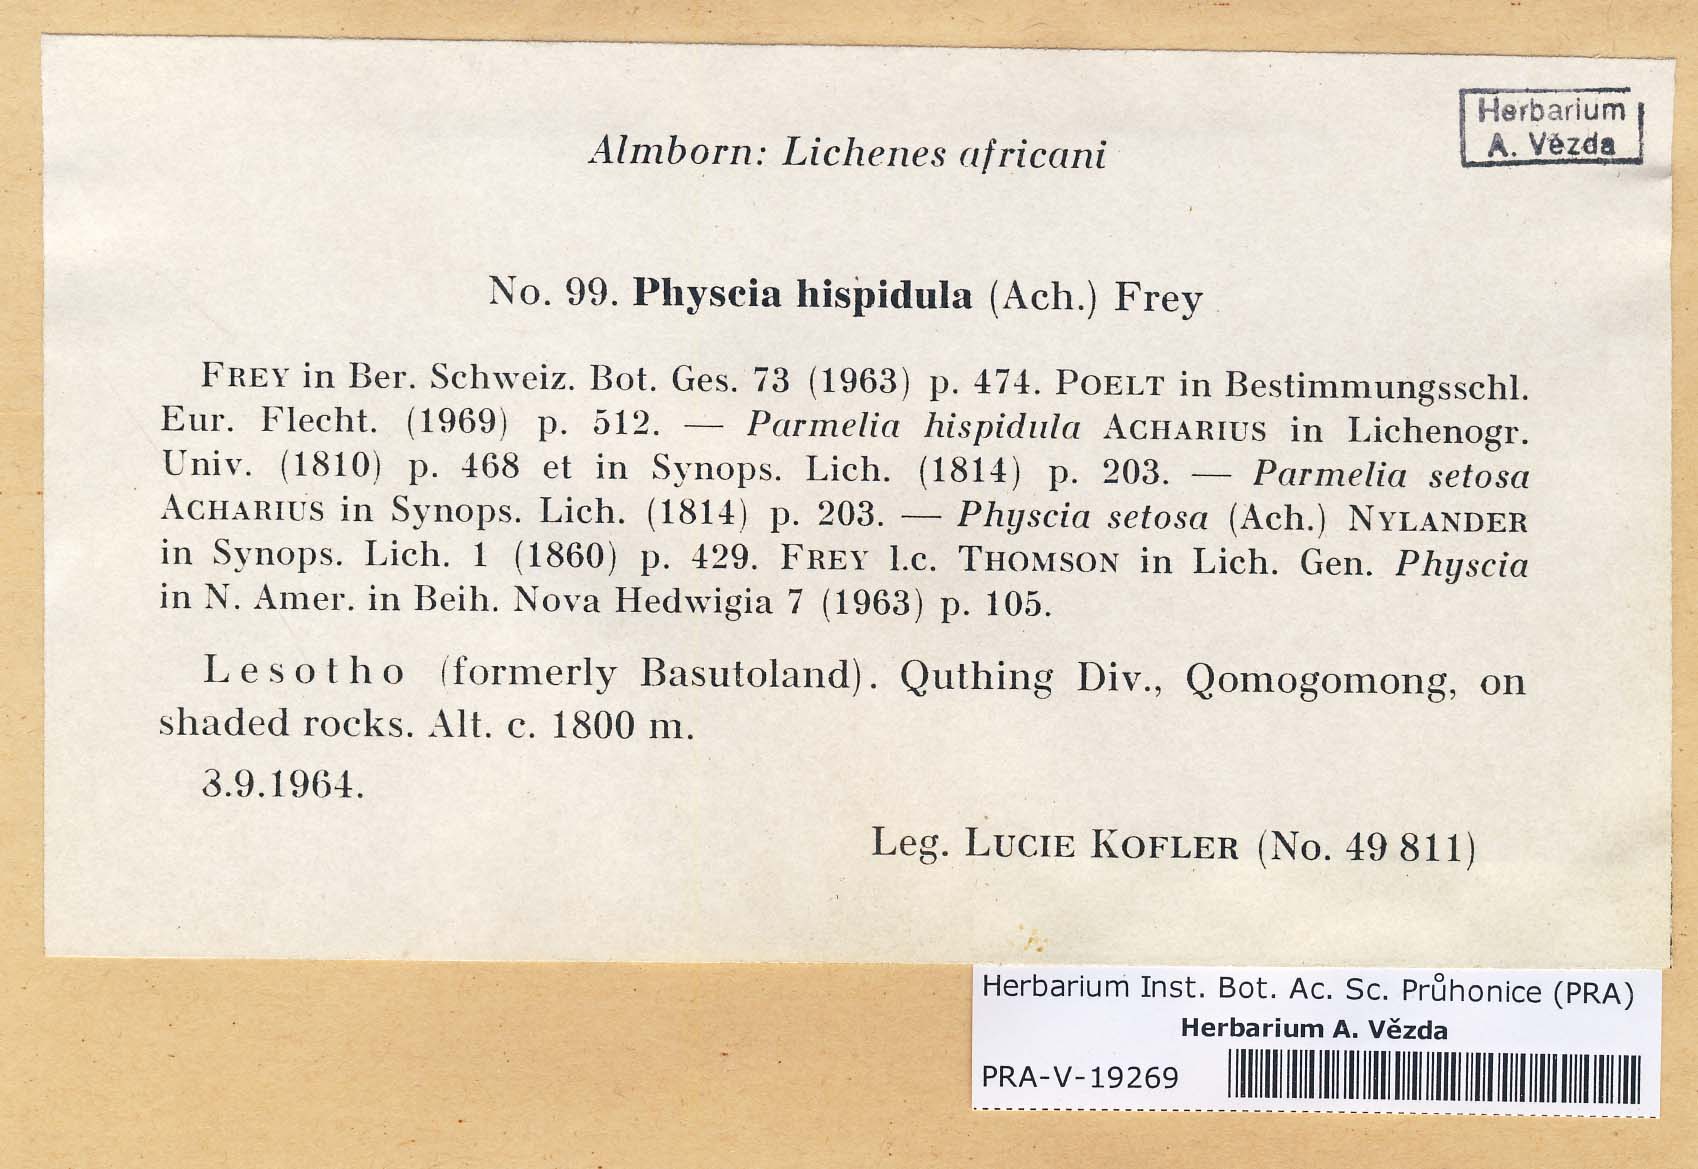 Herbarium
A. Vězda
Almborn: Lichenes africani
No. 99. Physcia hispidula (Ach.) Frey
FREY in Ber. Schweiz. Bot. Ges. 73 (1963) p. 474. POELT in Bestimmungsschl.
Eur. Flecht. (1969) p. 512. — Parmelia hispidula ACHARIUS in Lichenogr.
Univ. (1810) p. 468 et in Synops. Lich. (1814) p. 203. — Parmelia setosa
ACHARIUS in Synops. Lich. (1814) p. 203. — Physcia setosa (Ach.) NYLANDER
in Synops. Lich. 1 (1860) p. 429. FREY l.c. THOMSON in Lich. Gen. Physcia
in N. Amer. in Beih. Nova Hedwigia 7 (1963) p. 105.
Lesotho (formerly Basutoland). Quthing Div., Qomogomong, on
shaded rocks. Alt. c. 1800 m.
3.9.1964.
Leg. LUCIE KOFLER (No. 49 811)
Herbarium Inst. Bot. Ac. Sc. Průhonice (PRA)
Herbarium A. Vězda
PRA-V-19269